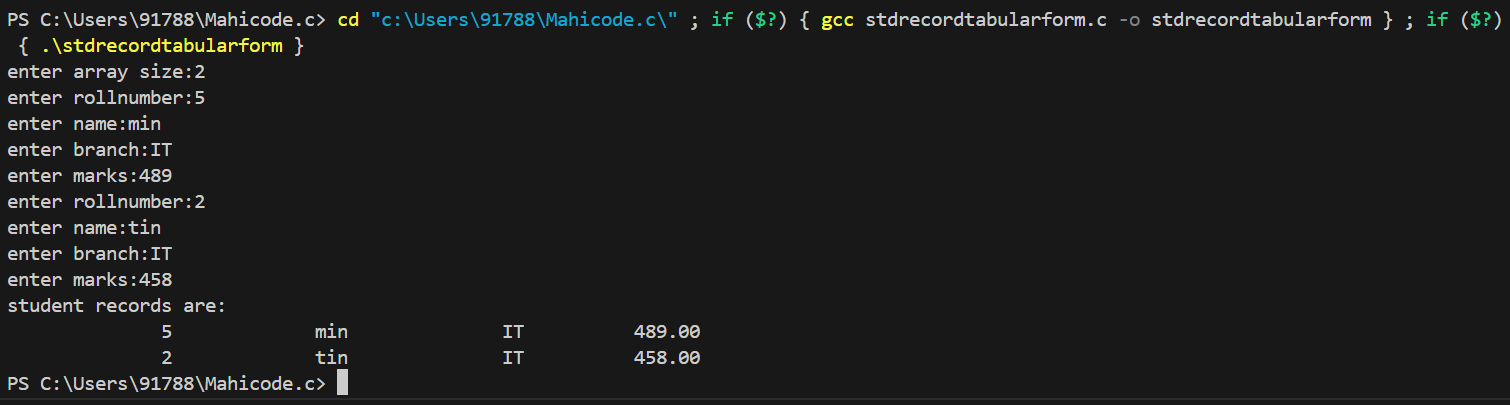 PS C:\Users\91788\Mahicode.c> cd "c:\Users\91788\Mahicode.c\" ; if ($?) { gcc stdrecordtabularform.c -o stdrecordtabularform } ; if ($?)
{ .\stdrecordtabularform }
enter array size:2
enter rollnumber:5
enter name:min
enter branch:IT
enter marks:489
enter rollnumber:2
enter name:tin
enter branch:IT
enter marks:458
student records are:
5 min IT 489.00
2 tin IT 458.00
PS C:\Users\91788\Mahicode.c>